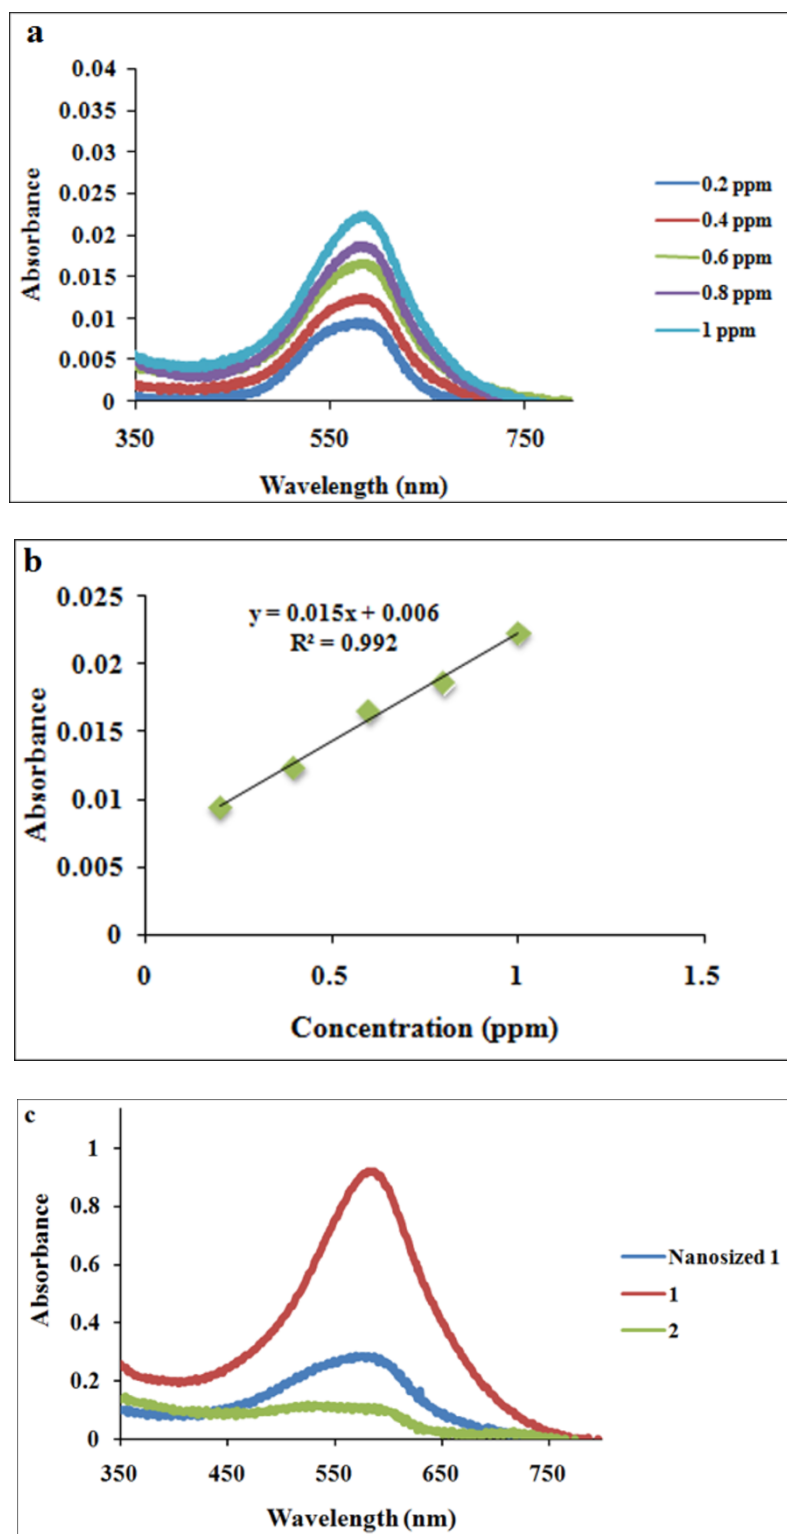 a
0.04
0.035
0.03
0.025
0.02
0.015
0.01
0.005
0
350
550
750
Absorbance
Wavelength (nm)
0.2 ppm
0.4 ppm
0.6 ppm
0.8 ppm
1 ppm
b
0.025
0.02
0.015
0.01
0.005
0
y = 0.015x + 0.006
R² = 0.992
Absorbance
0
0.5
1
1.5
Concentration (ppm)
c
1
0.8
0.6
0.4
0.2
0
Absorbance
350
450
550
650
750
Wavelength (nm)
Nanosized 1
1
2